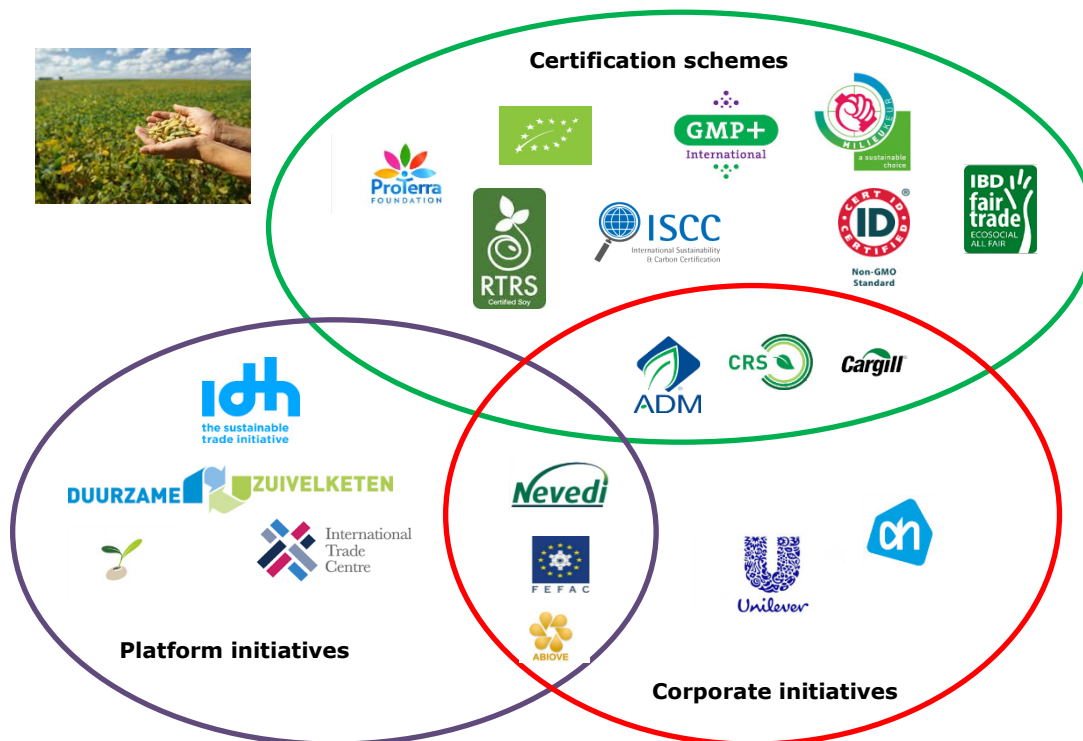 Certification schemes
GMP+
International
MILIEUKEUR
a sustainable
choice
ProTerra
FOUNDATION
RTRS
Certified Soy
ISCC
International Sustainability
& Carbon Certification
CERT ID
CERTIFIED
ID
®
Non-GMO
Standard
IBD
fair
trade
ECOSOCIAL
ALL FAIR
ADM
CRS
Cargill
idh
the sustainable
trade initiative
DUURZAME ZUIVELKETEN
International
Trade
Centre
Nevedi
FEFAC
ABIOVE
Unilever
ah
Platform initiatives
Corporate initiatives